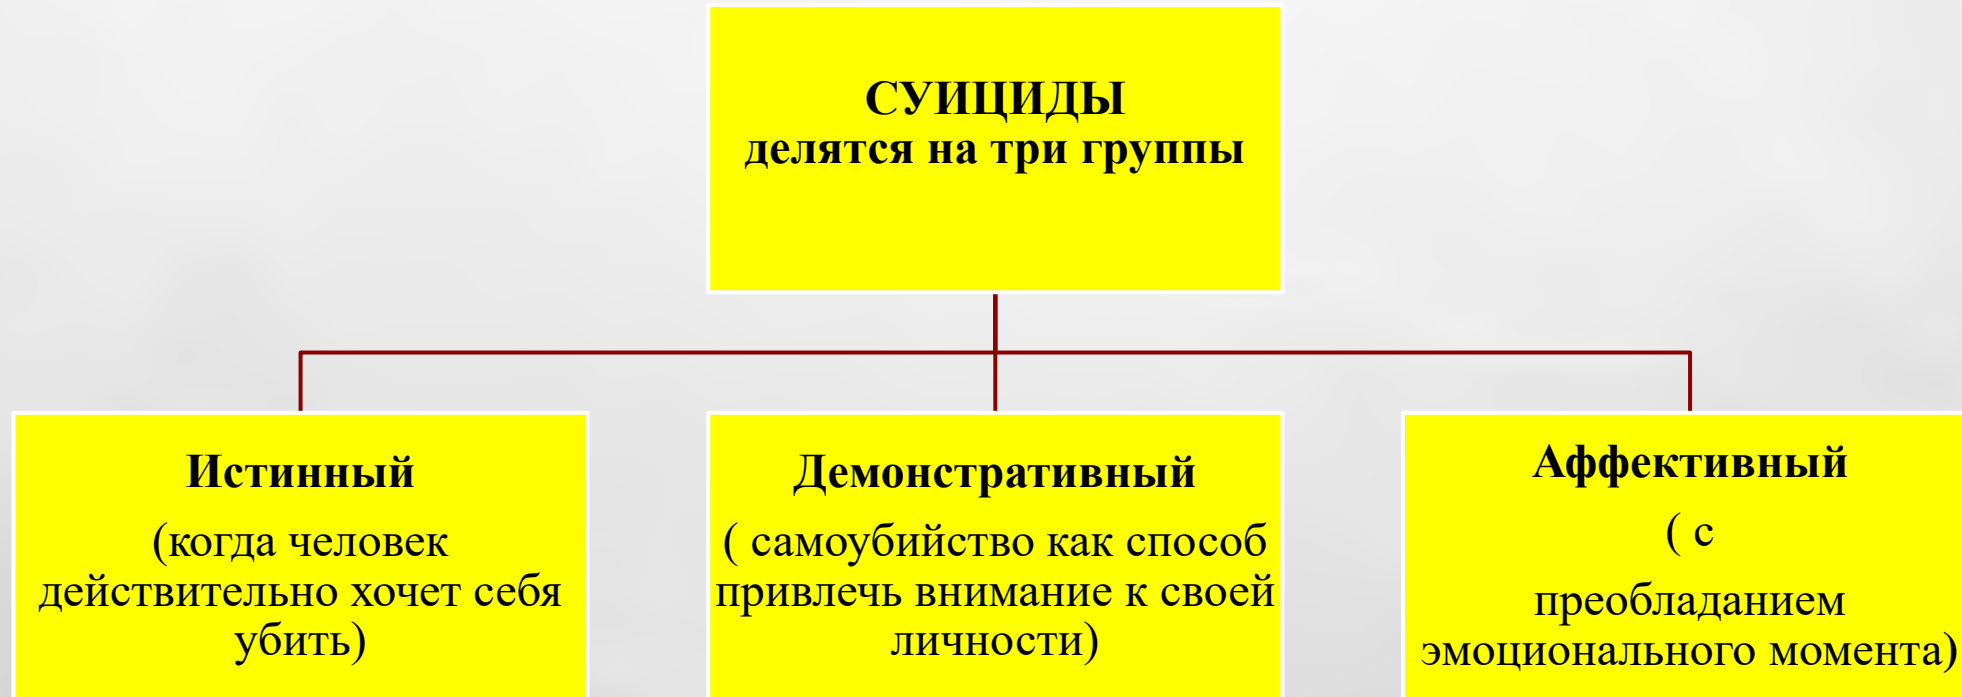 СУИЦИДЫ
делятся на три группы
Истинный
(когда человек
действительно хочет себя
убить)
Демонстративный
( самоубийство как способ
привлечь внимание к своей
личности)
Аффективный
( с
преобладанием
эмоционального момента)